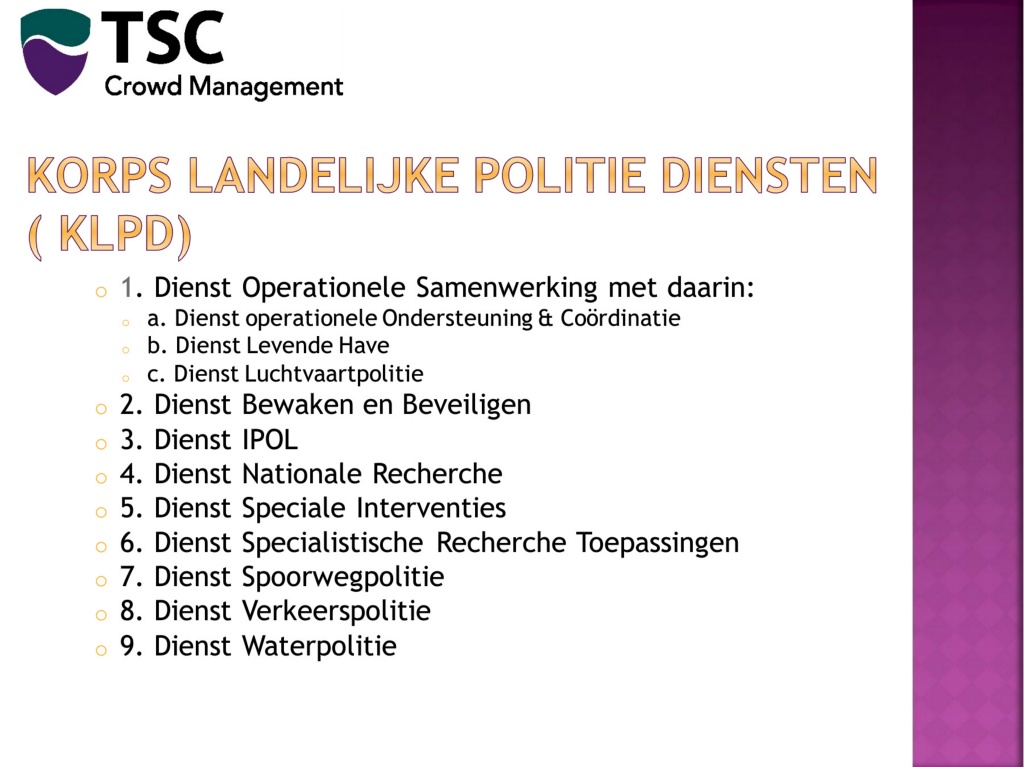 TSC
Crowd Management
KORPS LANDELIJKE POLITIE DIENSTEN
( KLPD)
1. Dienst Operationele Samenwerking met daarin:
a. Dienst operationele Ondersteuning & Coördinatie
b. Dienst Levende Have
c. Dienst Luchtvaartpolitie
2. Dienst Bewaken en Beveiligen
3. Dienst IPOL
4. Dienst Nationale Recherche
5. Dienst Speciale Interventies
6. Dienst Specialistische Recherche Toepassingen
7. Dienst Spoorwegpolitie
8. Dienst Verkeerspolitie
9. Dienst Waterpolitie